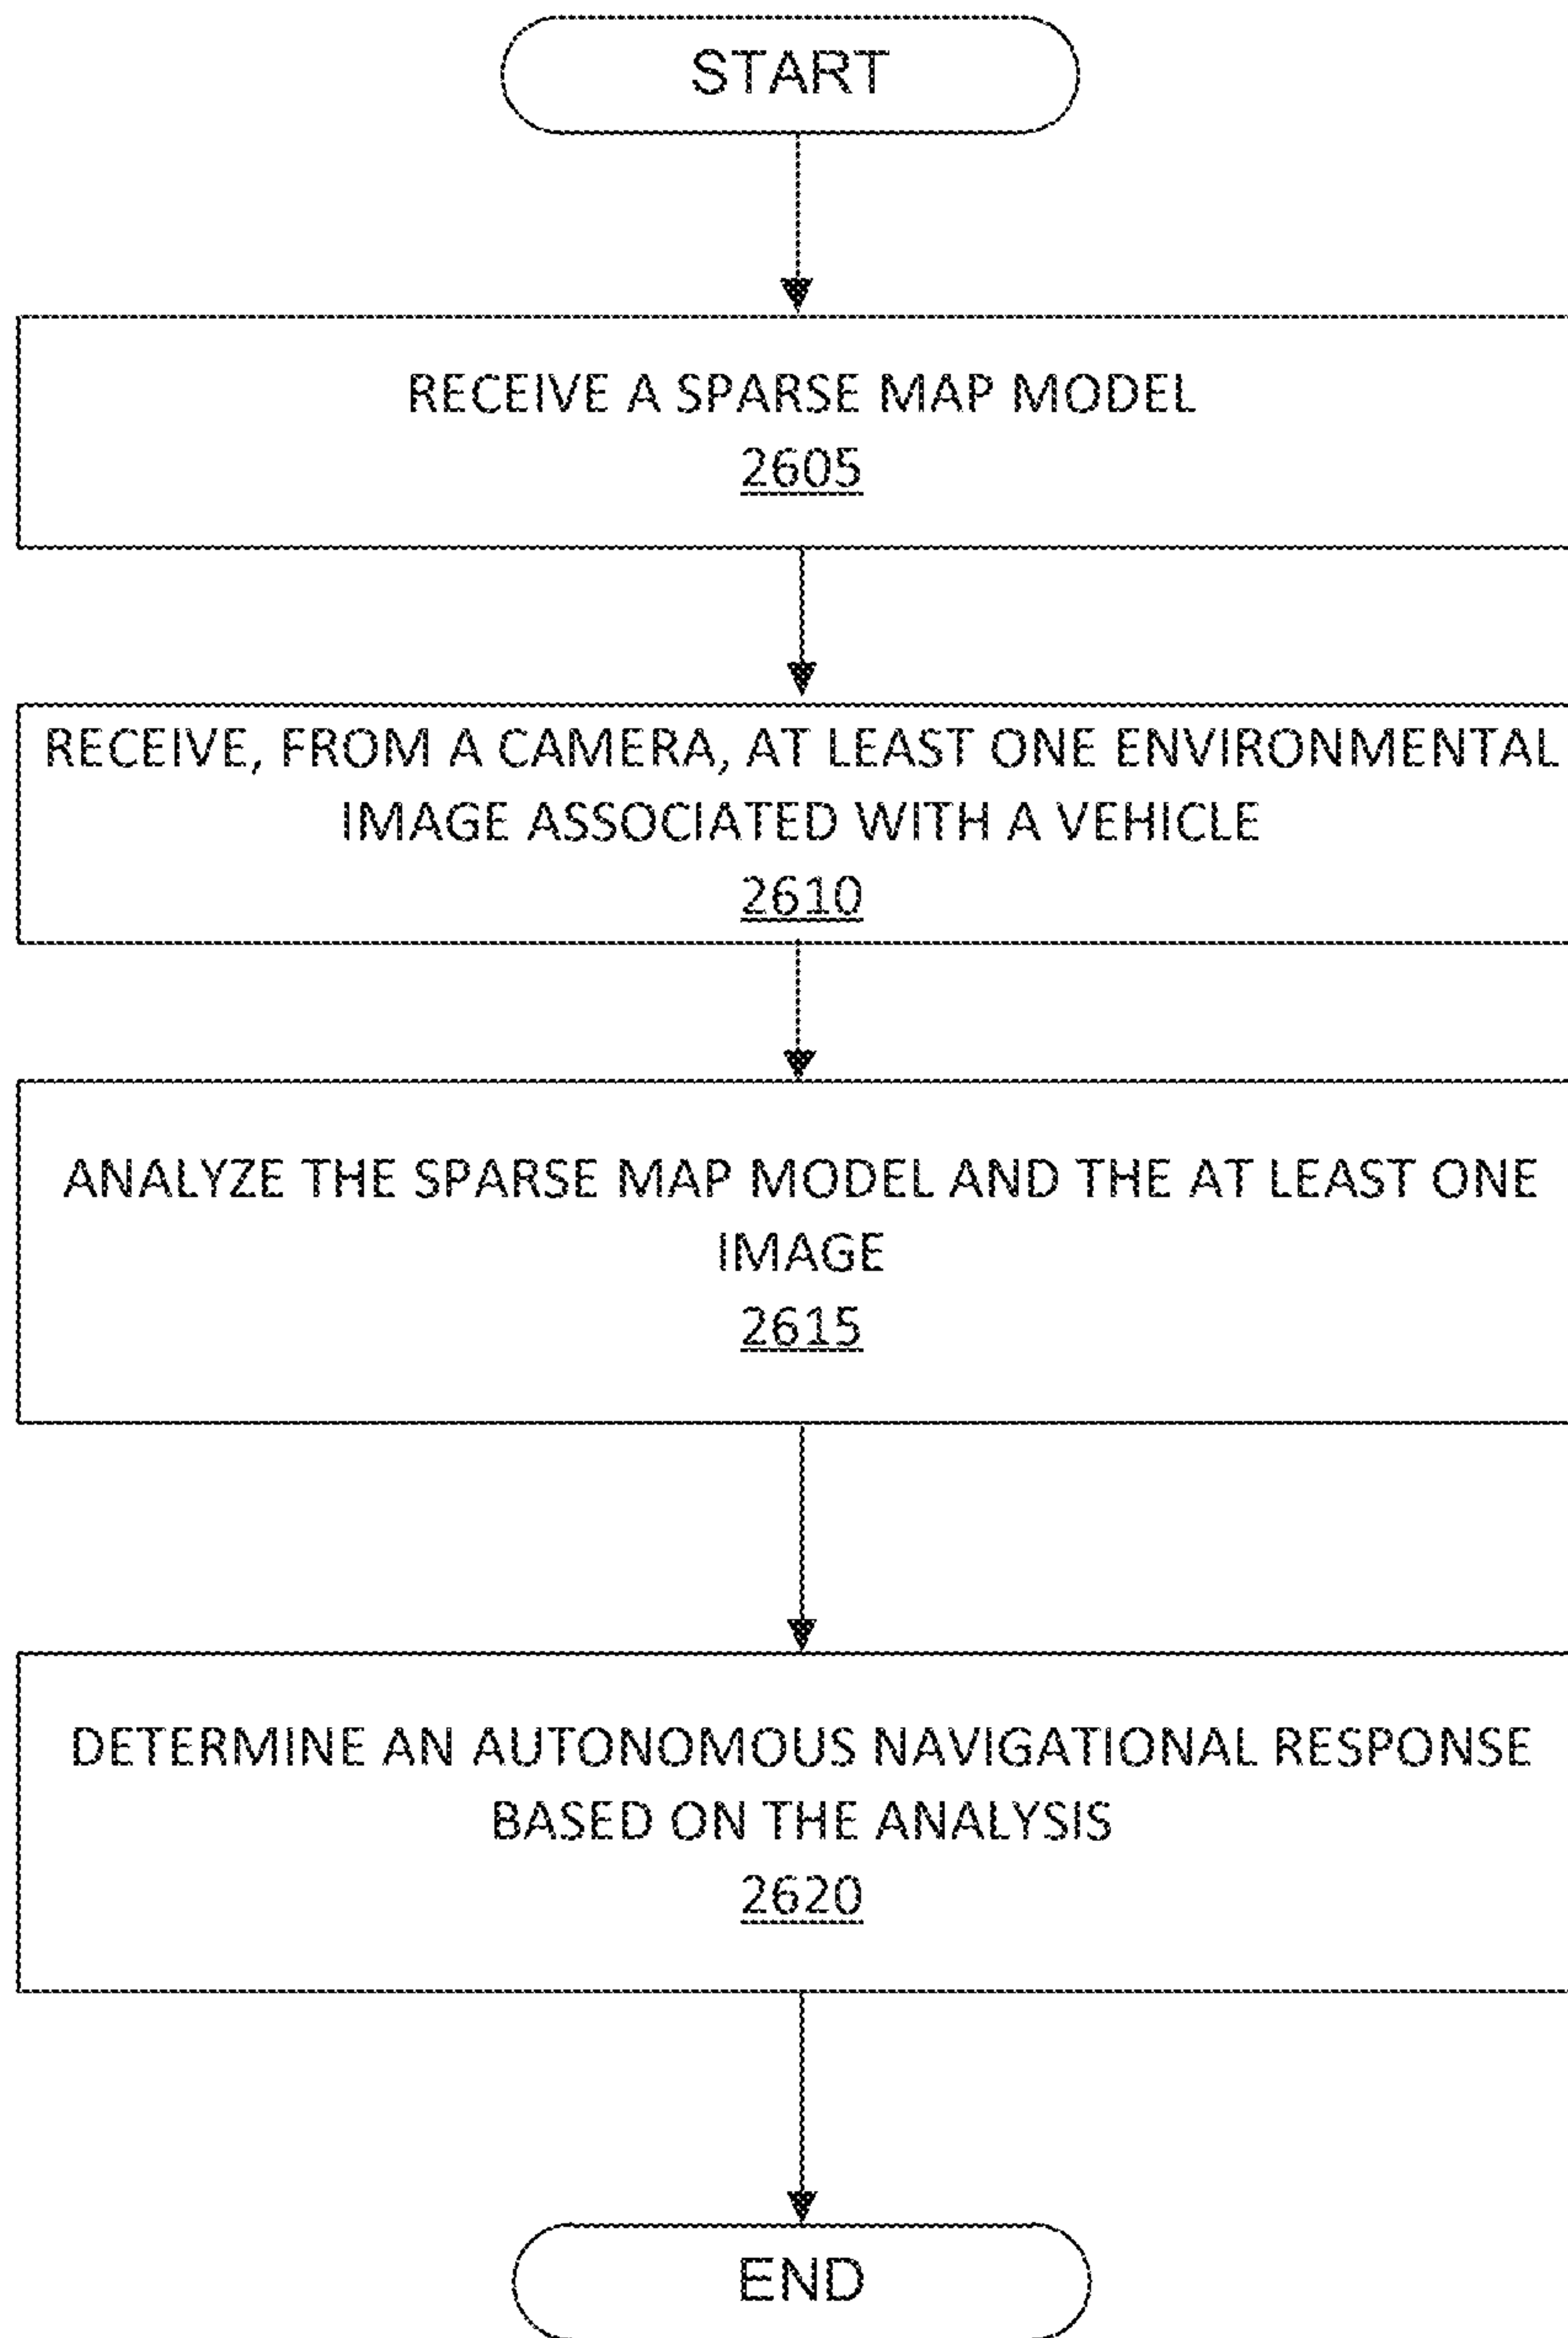 START
RECEIVE A SPARSE MAP MODEL
2605
RECEIVE, FROM A CAMERA, AT LEAST ONE ENVIRONMENTAL
IMAGE ASSOCIATED WITH A VEHICLE
2610
ANALYZE THE SPARSE MAP MODEL AND THE AT LEAST ONE
IMAGE
2615
DETERMINE AN AUTONOMOUS NAVIGATIONAL RESPONSE
BASED ON THE ANALYSIS
2620
END